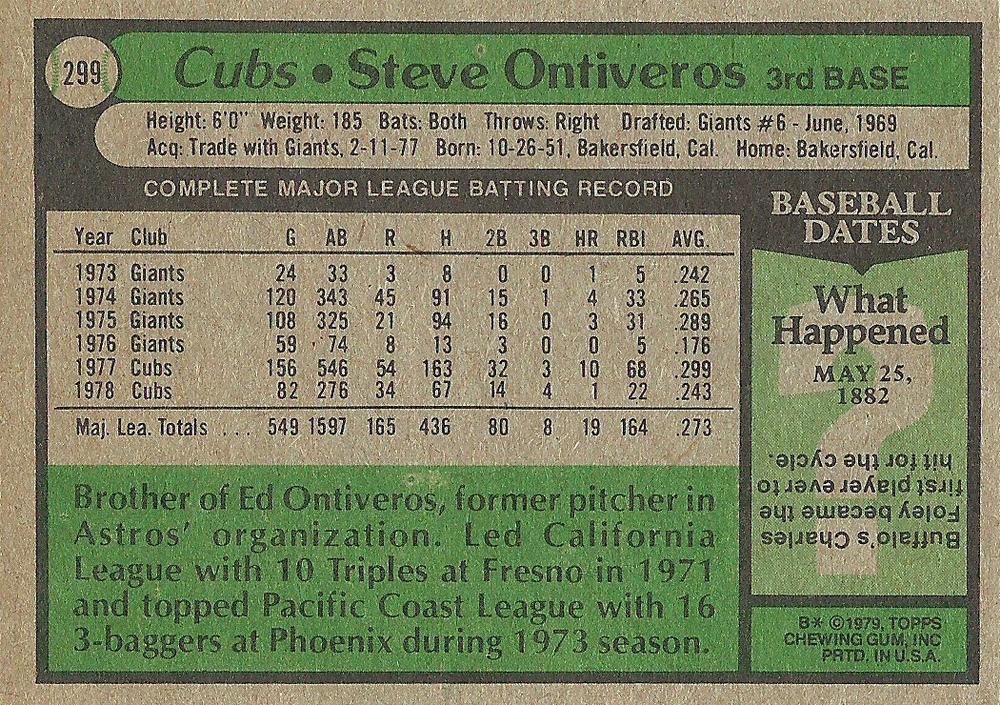 299
Cubs • Steve Ontiveros 3rd BASE
Height: 6'0" Weight: 185 Bats: Both Throws: Right Drafted: Giants #6 - June, 1969
Acq: Trade with Giants, 2-11-77 Born: 10-26-51, Bakersfield, Cal. Home: Bakersfield, Cal.
COMPLETE MAJOR LEAGUE BATTING RECORD
Year Club G AB R H 2B 3B HR RBI AVG.
1973 Giants 24 33 3 8 0 0 1 5 .242
1974 Giants 120 343 45 91 15 1 4 33 .265
1975 Giants 108 325 21 94 16 0 3 31 .289
1976 Giants 59 74 8 13 3 0 0 5 .176
1977 Cubs 156 546 54 163 32 3 10 68 .299
1978 Cubs 82 276 34 67 14 4 1 22 .243
Maj. Lea. Totals ... 549 1597 165 436 80 8 19 164 .273
Brother of Ed Ontiveros, former pitcher in
Astros' organization. Led California
League with 10 Triples at Fresno in 1971
and topped Pacific Coast League with 16
3-baggers at Phoenix during 1973 season.
BASEBALL
DATES
What
Happened
MAY 25,
1882
?
Buffalo's Charles
Foley became the
first player ever to
hit for the cycle.
B* ©1979, TOPPS
CHEWING GUM, INC
PRTD. IN U.S.A.